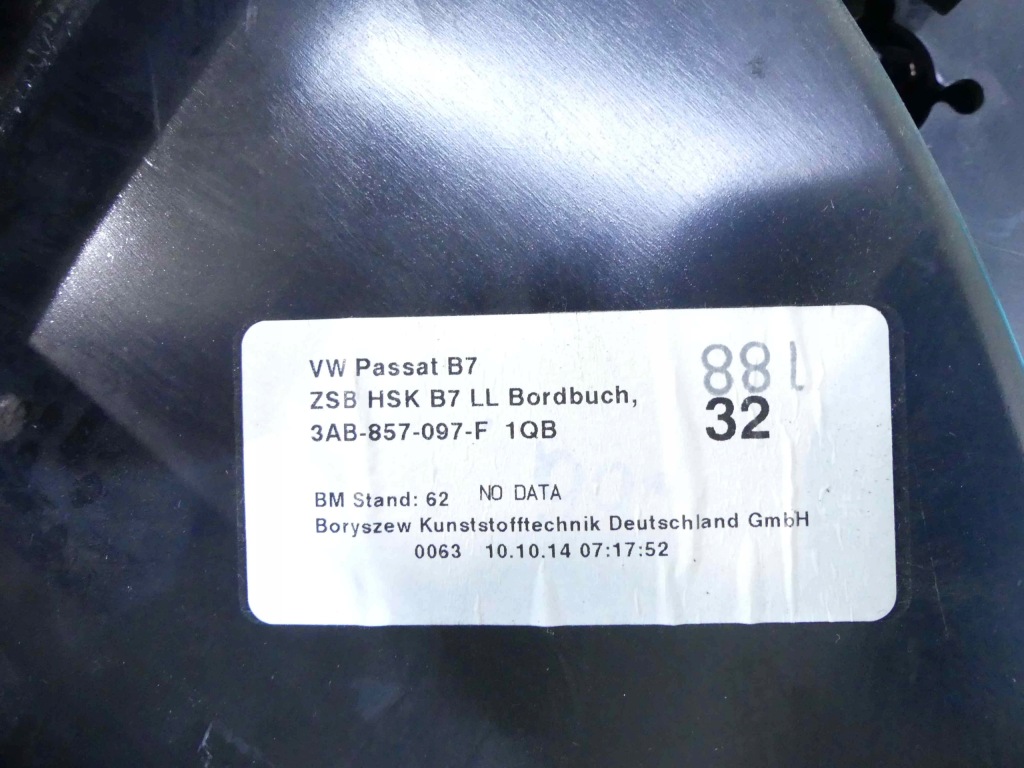 VW Passat B7
ZSB HSK B7 LL Bordbuch,
3AB-857-097-F 1QB
88 l
32
BM Stand: 62 NO DATA
Boryszew Kunststofftechnik Deutschland GmbH
0063 10.10.14 07:17:52